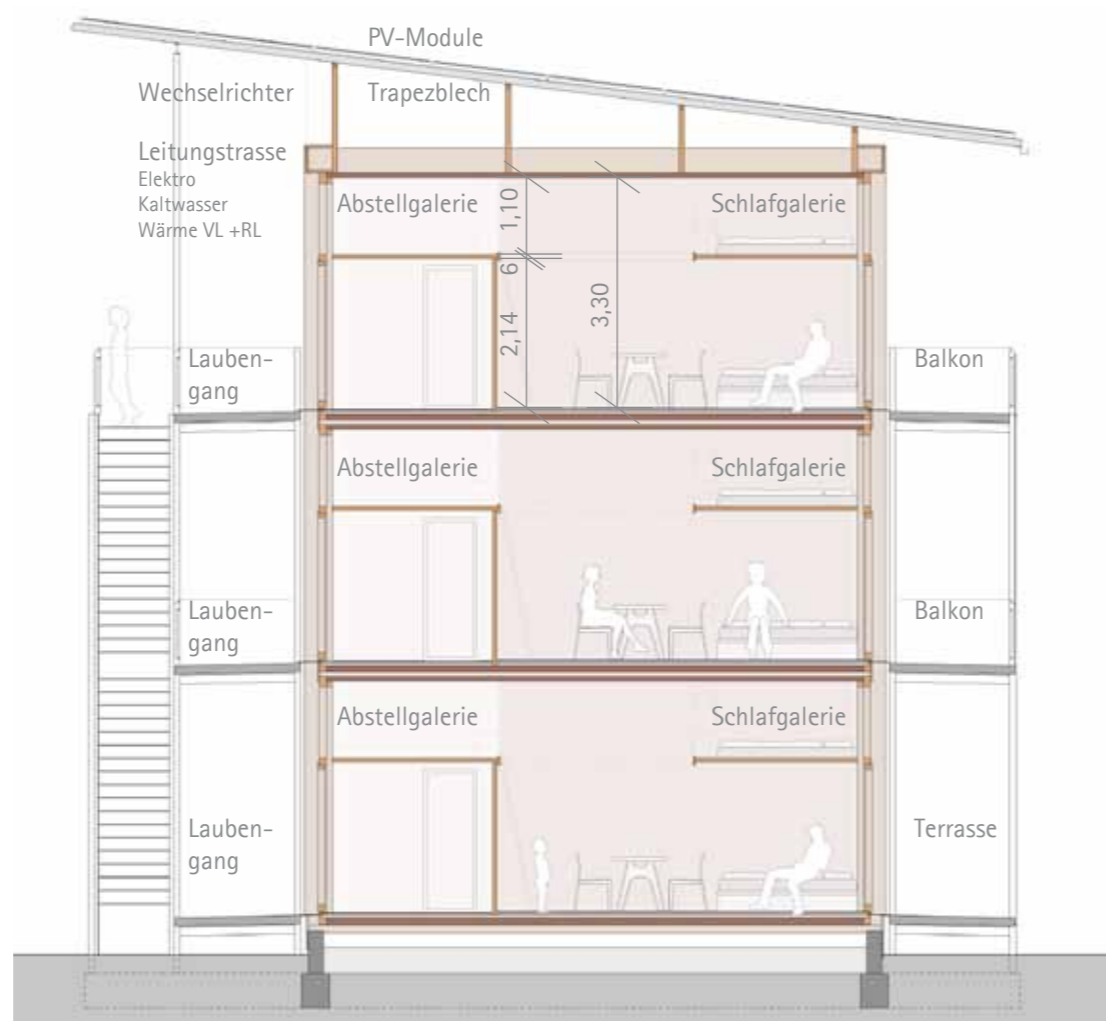 PV-Module
Wechselrichter
Trapezblech
Leitungstrasse
Elektro
Kaltwasser
Wärme VL +RL
Abstellgalerie
1,10
Schlafgalerie
6
2,14
3,30
Lauben-
gang
Balkon
Abstellgalerie
Schlafgalerie
Lauben-
gang
Balkon
Abstellgalerie
Schlafgalerie
Lauben-
gang
Terrasse